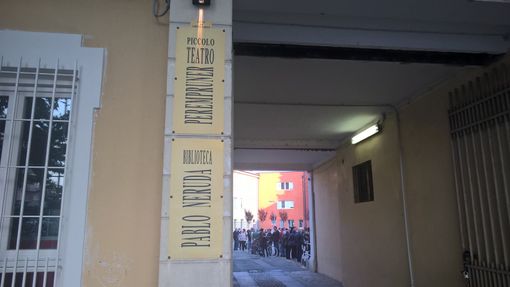 PICCOLO
TEATRO
PEREMPRUNER
BIBLIOTECA
PABLO NERUDA